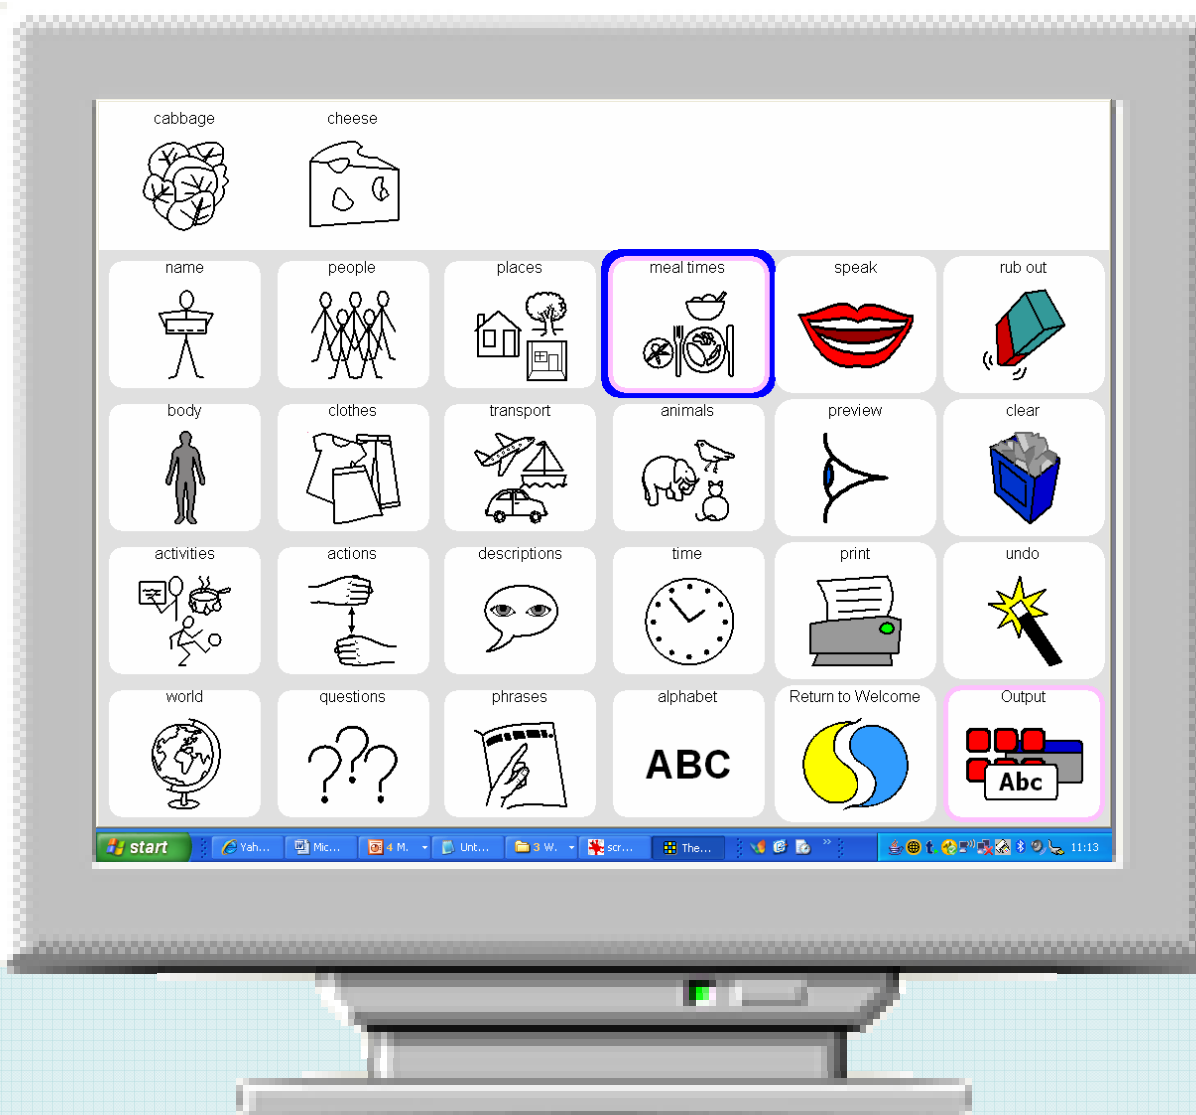 cabbage cheese
name people places meal times speak rub out
body clothes transport animals preview clear
activities actions descriptions time print undo
world questions phrases alphabet Return to Welcome Output
ABC Abc
start Yah... Mic... 4 M. Unt... 3 W. scr... The... » t. 11:13